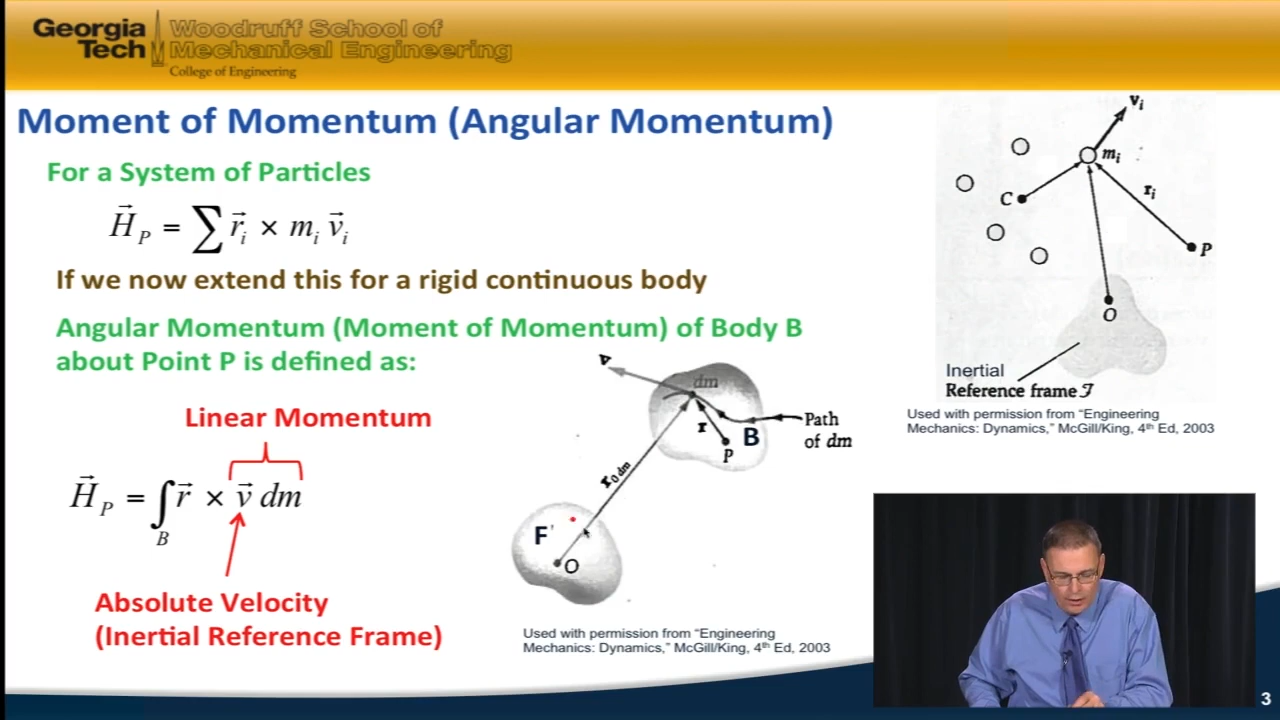 Georgia Tech
Woodruff School of
Mechanical Engineering
College of Engineering
Moment of Momentum (Angular Momentum)
For a System of Particles
H⃗_P = ∑ r⃗_i × m_i v⃗_i
If we now extend this for a rigid continuous body
Angular Momentum (Moment of Momentum) of Body B
about Point P is defined as:
Linear Momentum
H⃗_P = ∫_B r⃗ × v⃗ dm
Absolute Velocity
(Inertial Reference Frame)
v
dm
r
B
P
Path
of dm
r_O dm
F
O
Used with permission from “Engineering
Mechanics: Dynamics,” McGill/King, 4th Ed, 2003
v_i
m_i
r_i
C
P
O
Inertial
Reference frame ℐ
Used with permission from “Engineering
Mechanics: Dynamics,” McGill/King, 4th Ed, 2003
3